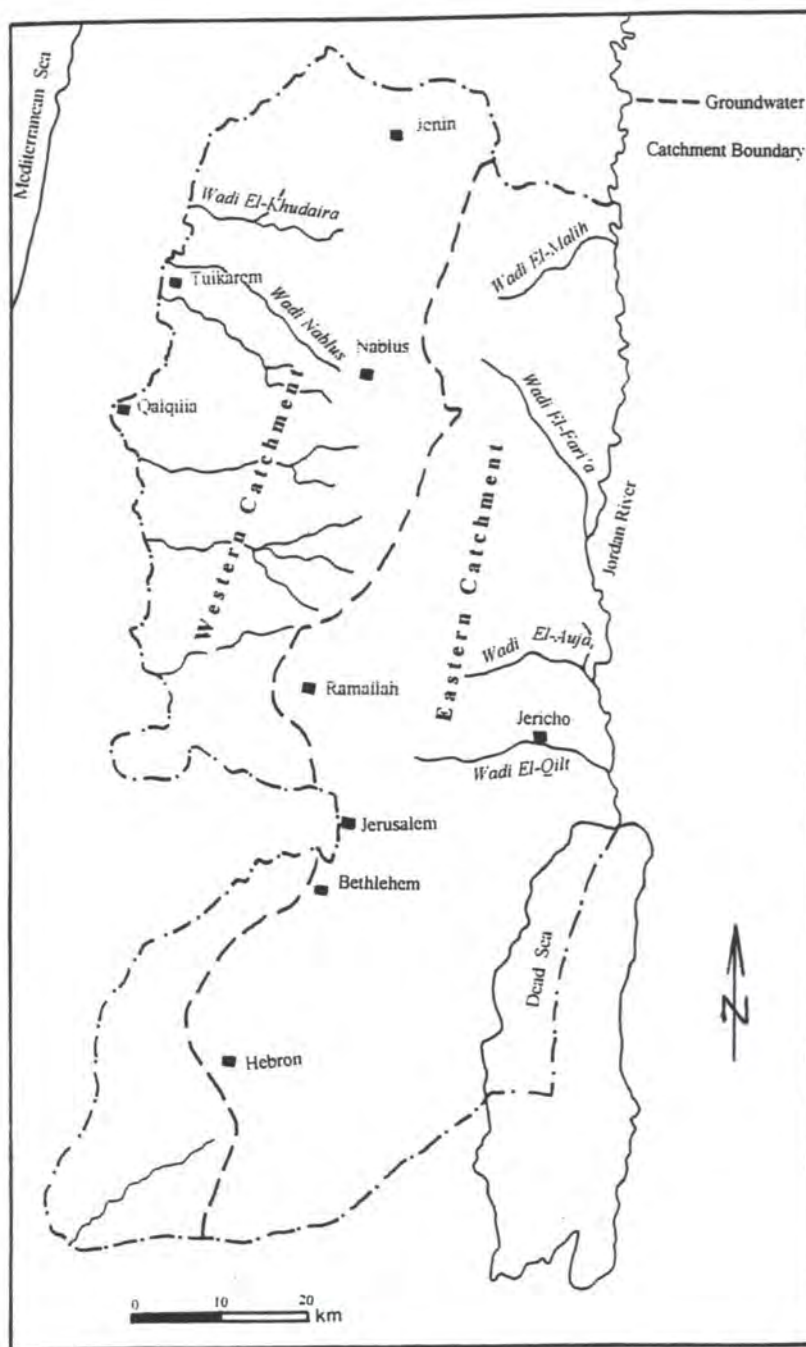 Mediterranean Sea
Groundwater
Catchment Boundary
Jenin
Wadi El-Khudaira
Wadi El-Malih
Tuikarem
Wadi Nablus
Nablus
Qalqilia
Wadi El-Fari'a
Western Catchment
Eastern Catchment
Jordan River
Wadi El-Auja
Ramallah
Jericho
Wadi El-Qilt
Jerusalem
Bethlehem
Dead Sea
N
Hebron
0 10 20
km